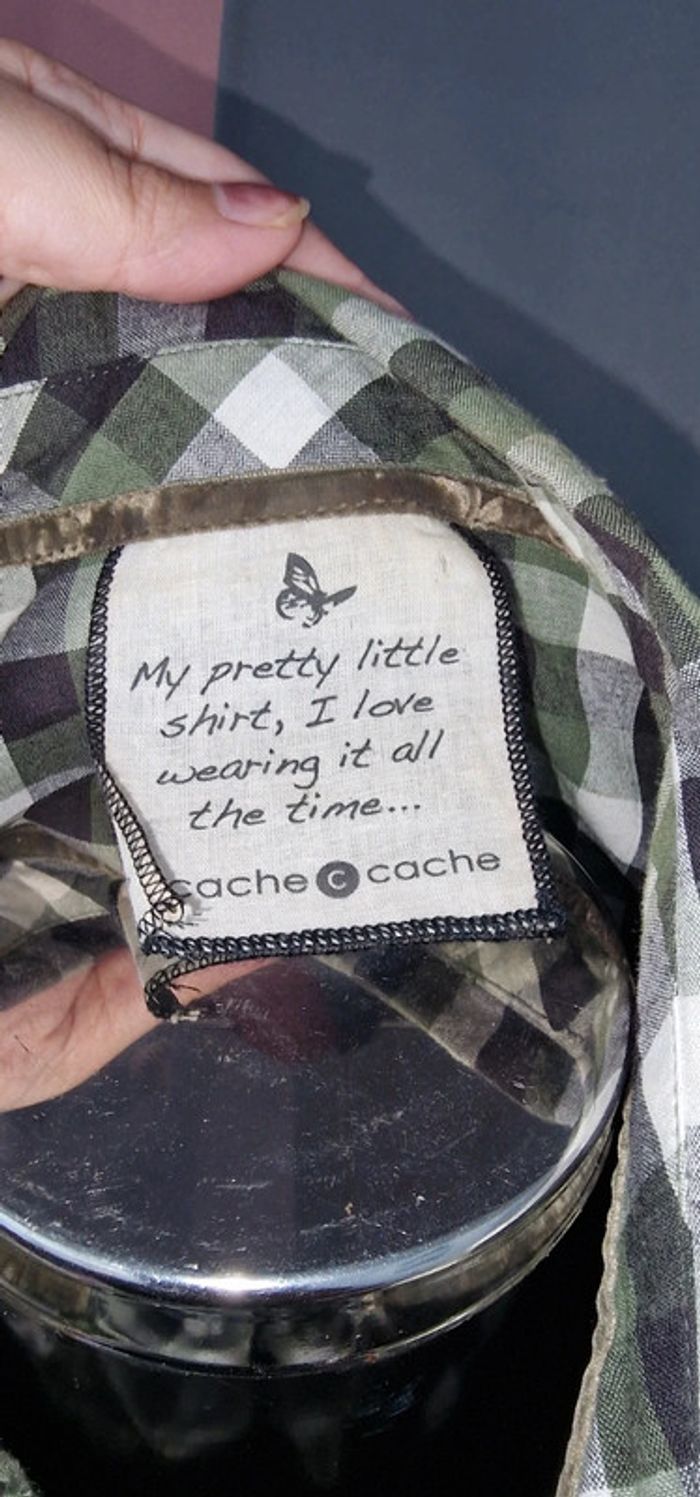 My pretty little
shirt, I love
wearing it all
the time...
cache C cache